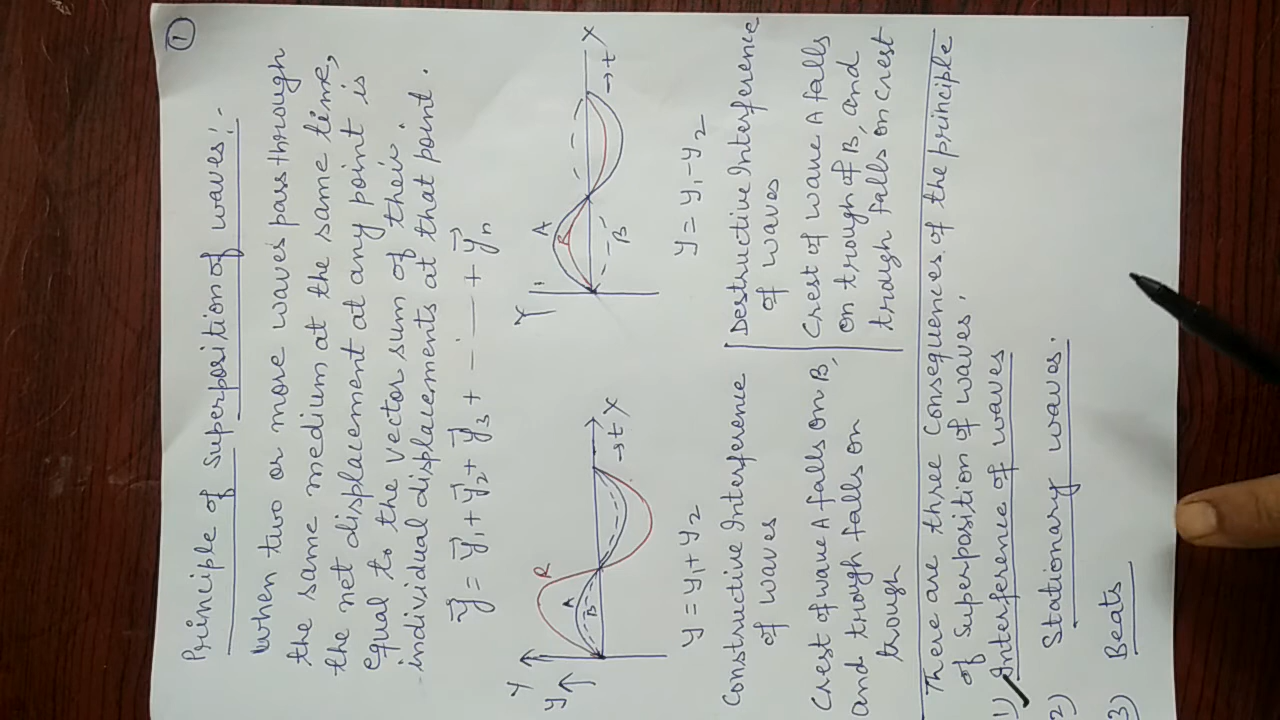 ①
Principle of Superposition of waves:-
When two or more waves pass through
the same medium at the same time,
the net displacement at any point is
equal to the vector sum of their
individual displacements at that point.
y⃗ = y⃗₁ + y⃗₂ + y⃗₃ + ...... + y⃗ₙ
Y
y
R
A
B
→t
X
Y
A
R
B
→t
X
y = y₁ + y₂
Constructive Interference
of waves
Crest of wave A falls on B,
and trough falls on
trough
y = y₁ - y₂
Destructive Interference
of waves
Crest of wave A falls
on trough of B, and
trough falls on crest
There are three Consequences of the principle
of Superposition of waves.
1) Interference of waves
2) Stationary waves.
3) Beats